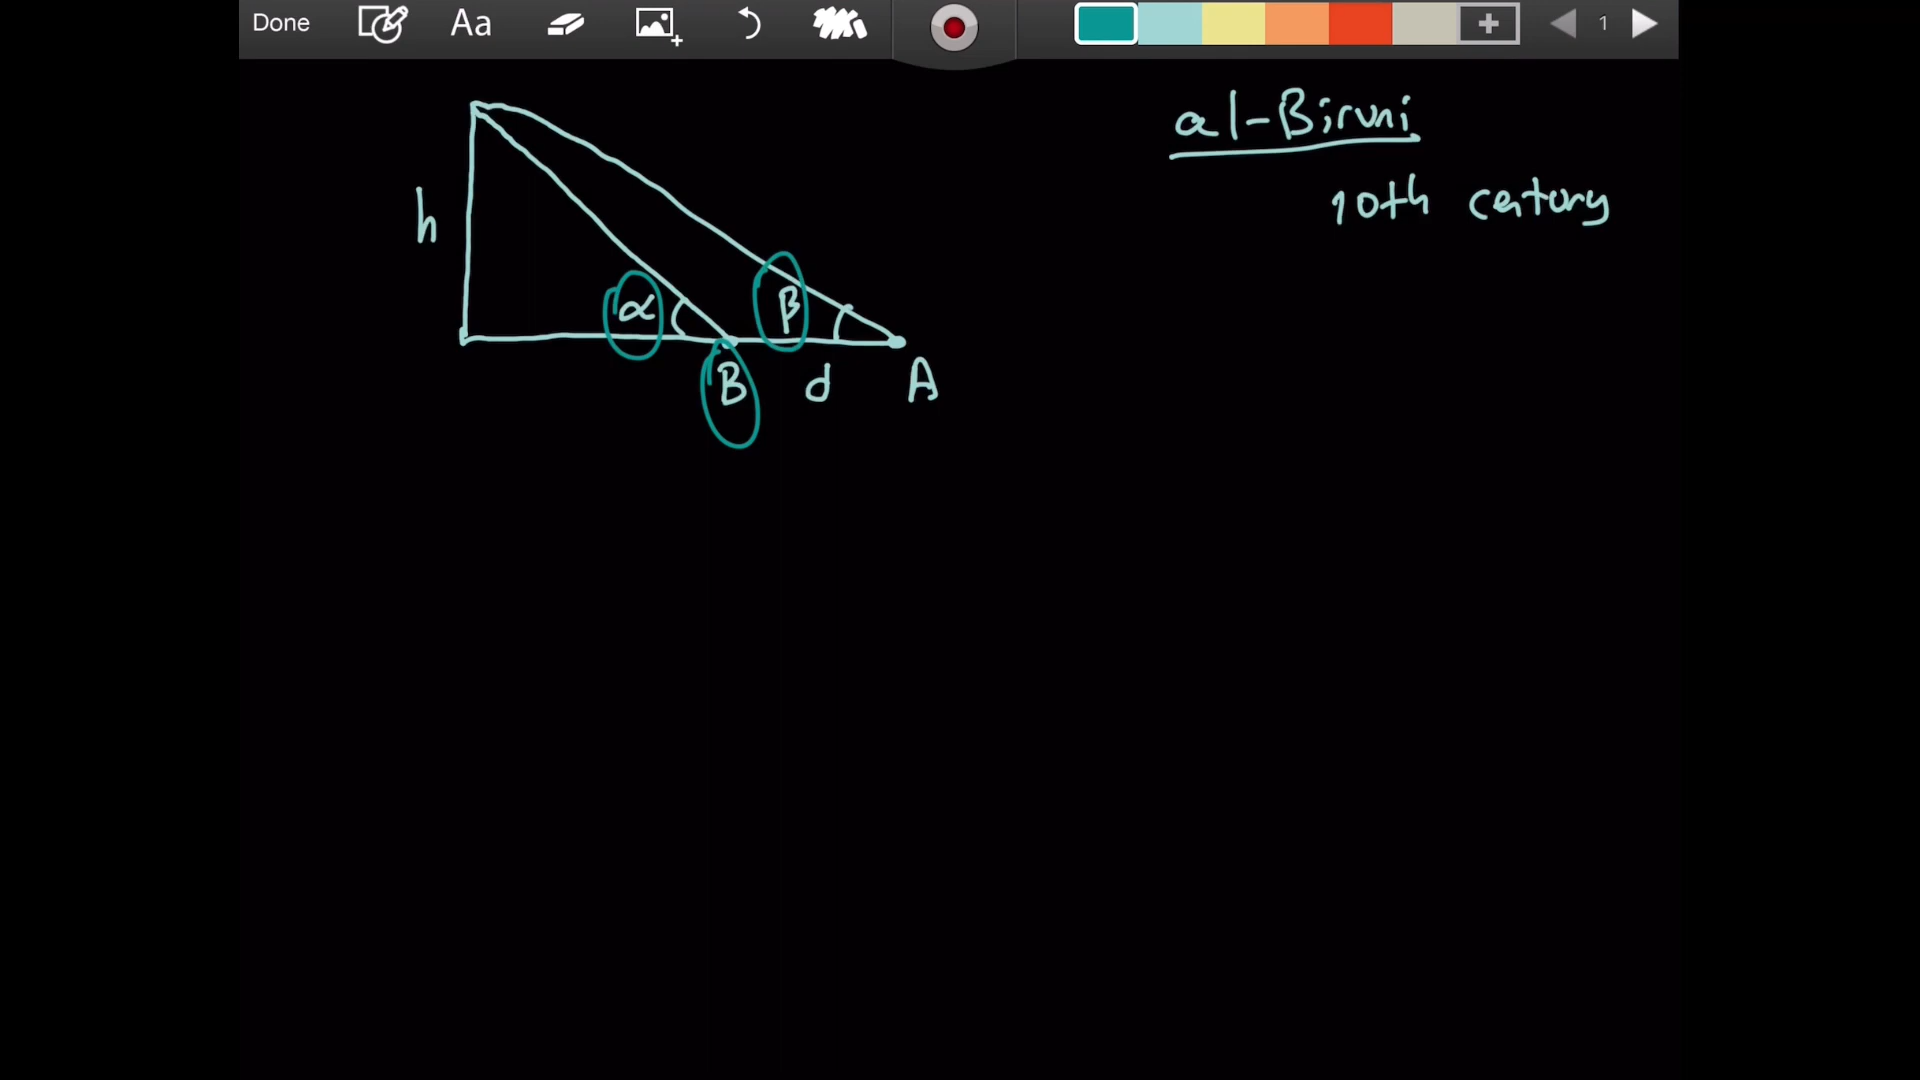 Done Aa 1
al-Biruni
10th century
h
α β
B d A